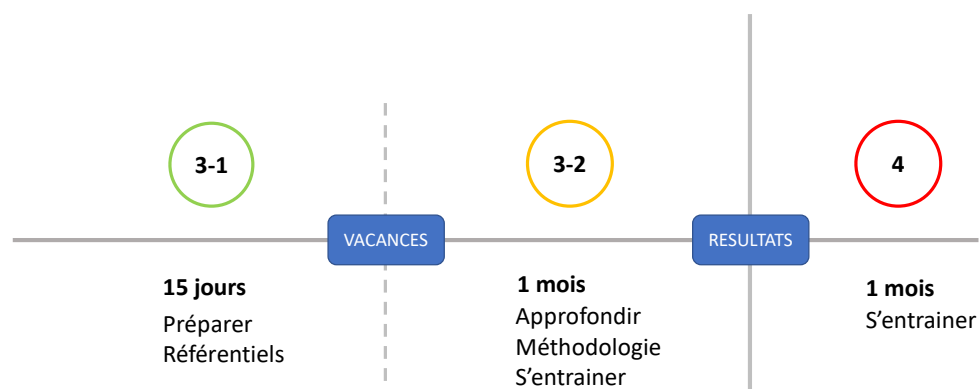 3-1
3-2
4
VACANCES
RESULTATS
15 jours
Préparer
Référentiels
1 mois
Approfondir
Méthodologie
S'entrainer
1 mois
S'entrainer